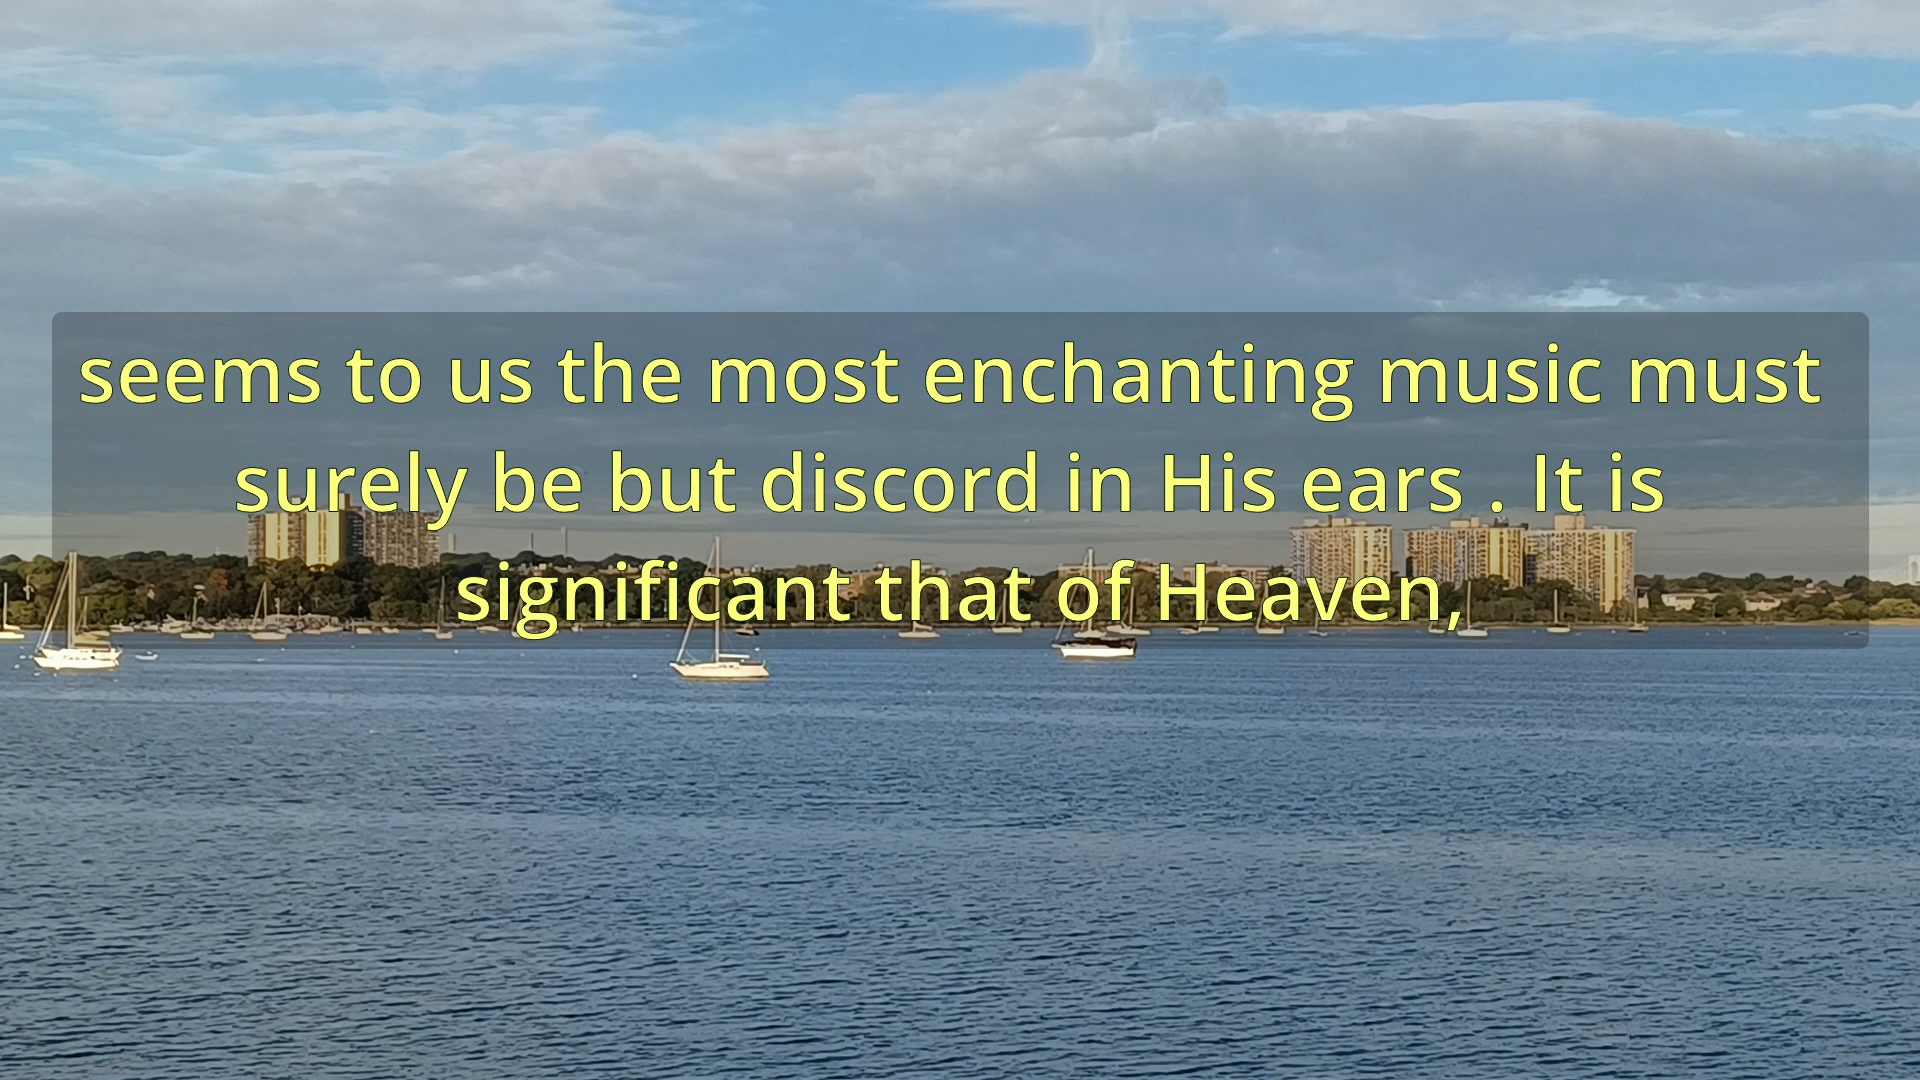 seems to us the most enchanting music must
surely be but discord in His ears . It is
significant that of Heaven,